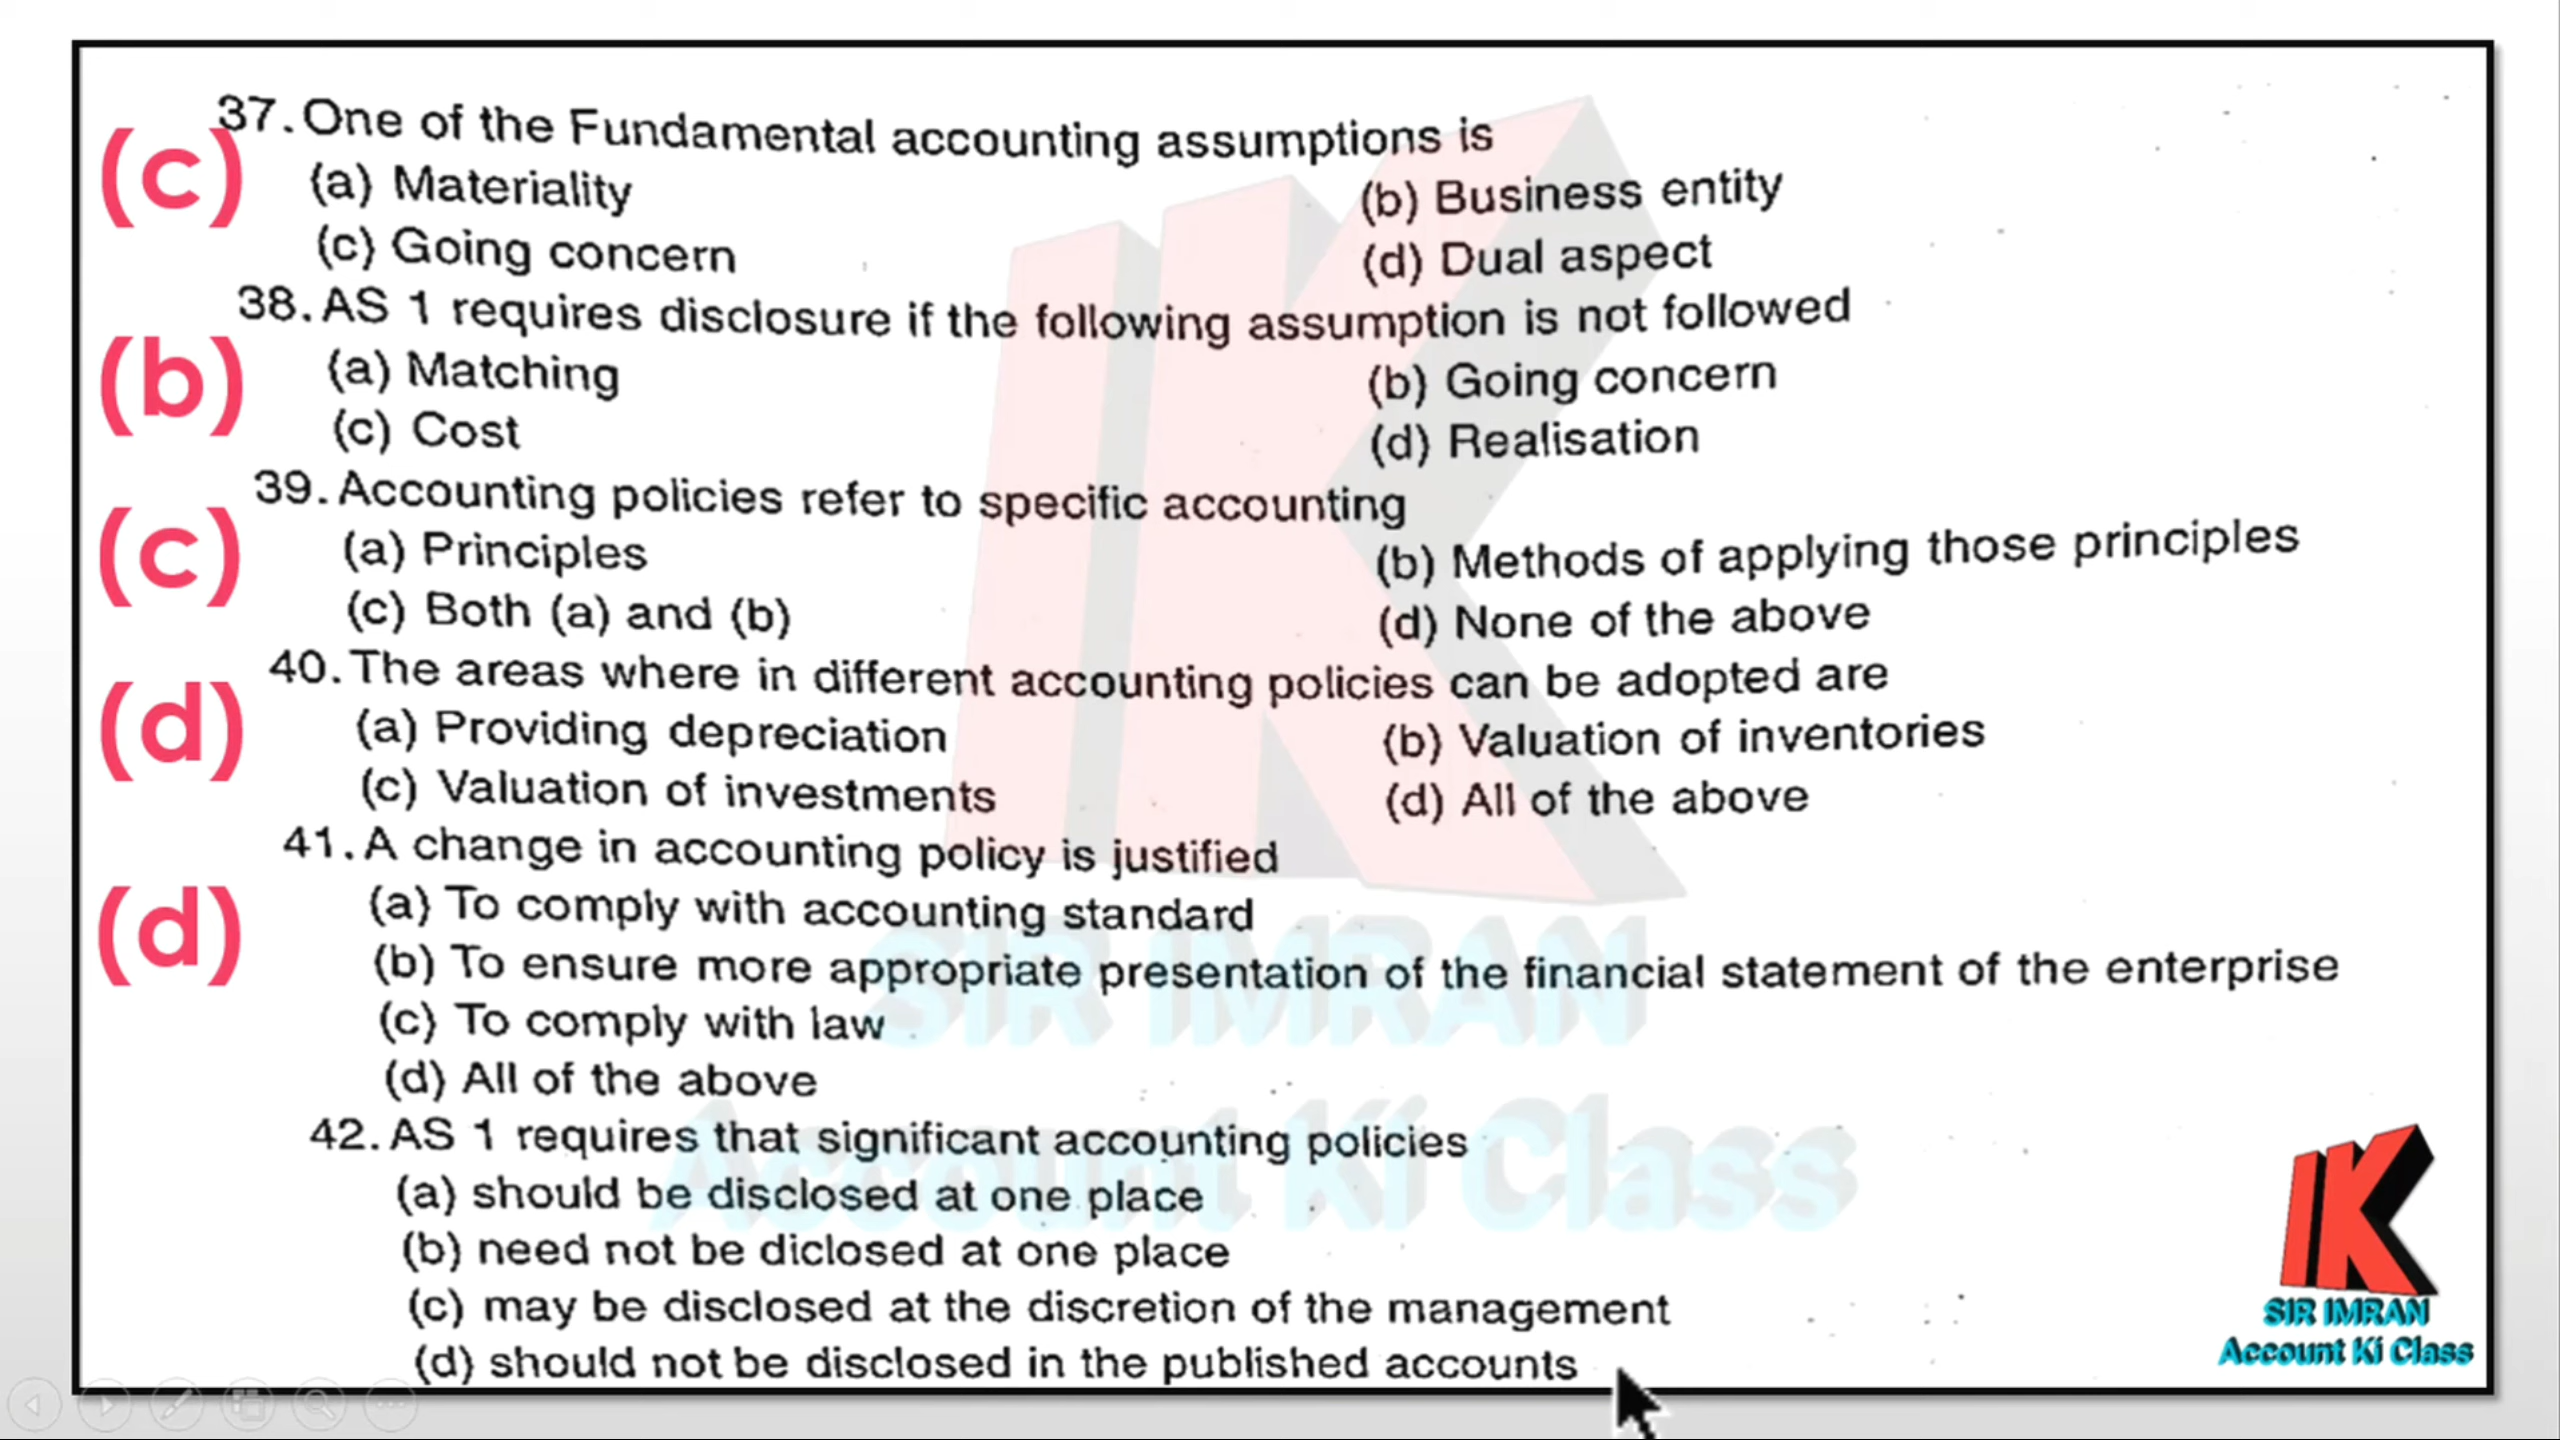 37. One of the Fundamental accounting assumptions is
(c)
(a) Materiality (b) Business entity
(c) Going concern (d) Dual aspect
38. AS 1 requires disclosure if the following assumption is not followed
(b)
(a) Matching (b) Going concern
(c) Cost (d) Realisation
39. Accounting policies refer to specific accounting
(c)
(a) Principles (b) Methods of applying those principles
(c) Both (a) and (b) (d) None of the above
40. The areas where in different accounting policies can be adopted are
(d)
(a) Providing depreciation (b) Valuation of inventories
(c) Valuation of investments (d) All of the above
41. A change in accounting policy is justified
(d)
(a) To comply with accounting standard
(b) To ensure more appropriate presentation of the financial statement of the enterprise
(c) To comply with law
(d) All of the above
42. AS 1 requires that significant accounting policies
(a) should be disclosed at one place
(b) need not be diclosed at one place
(c) may be disclosed at the discretion of the management
(d) should not be disclosed in the published accounts
IK
SIR IMRAN
Account Ki Class
IK
SIR IMRAN
Account Ki Class